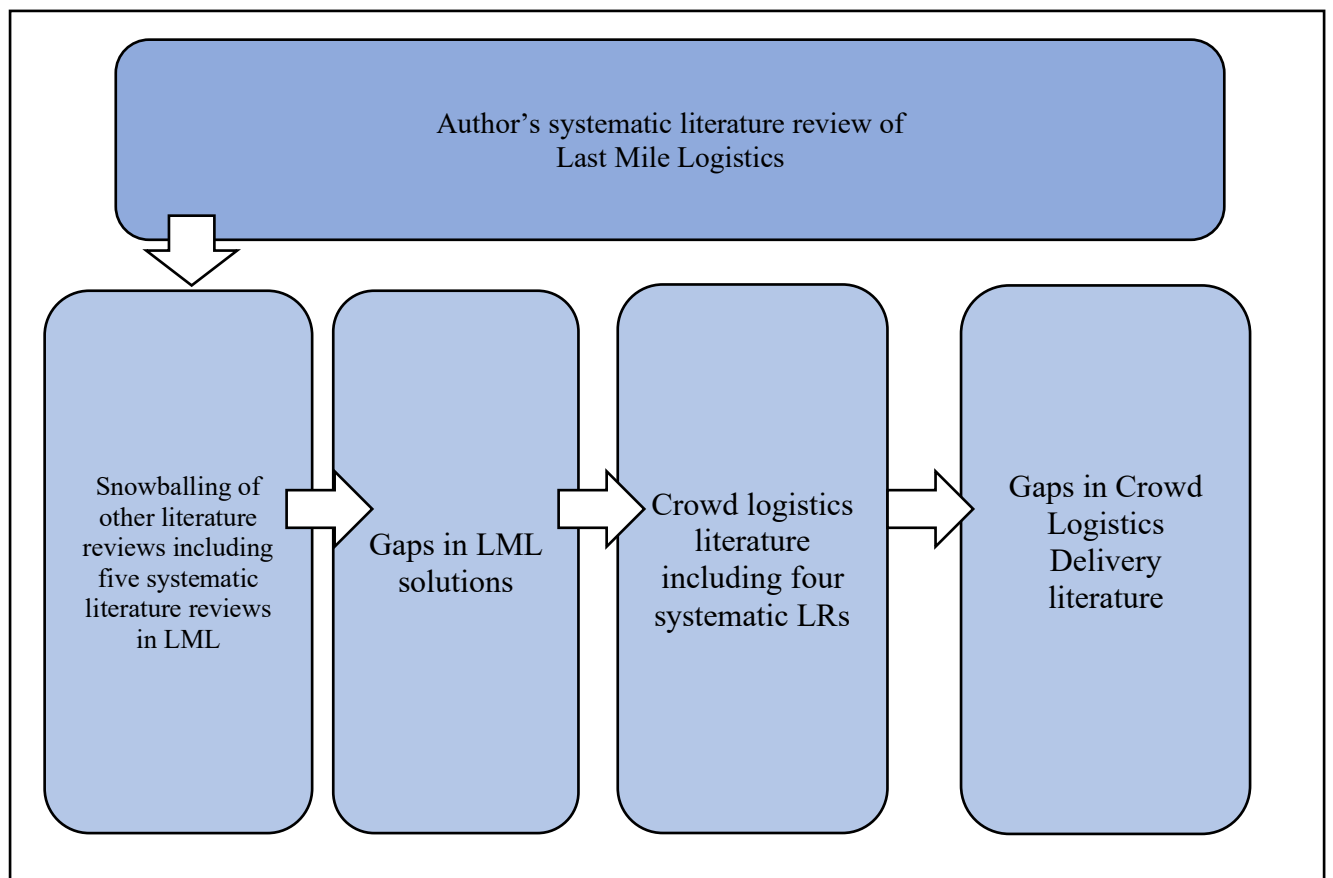 Author’s systematic literature review of
Last Mile Logistics
Snowballing of
other literature
reviews including
five systematic
literature reviews
in LML
Gaps in LML
solutions
Crowd logistics
literature
including four
systematic LRs
Gaps in Crowd
Logistics
Delivery
literature